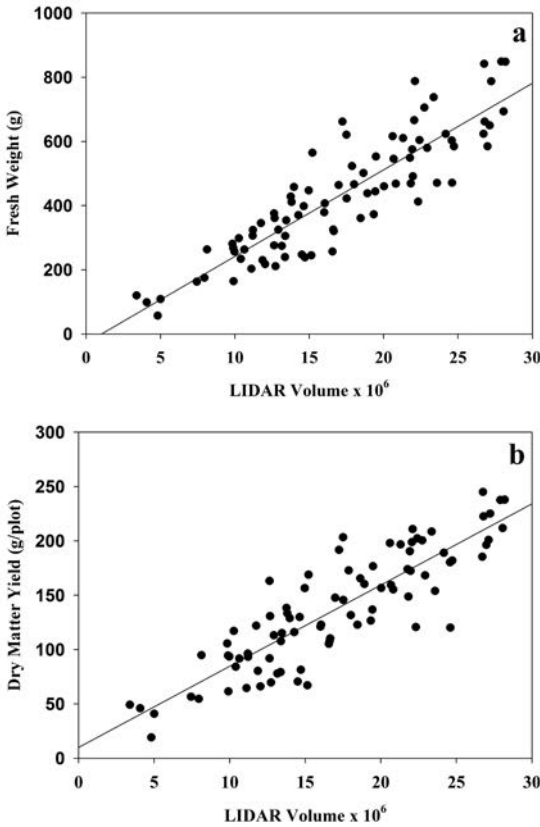 a
1000
800
600
400
200
0
Fresh Weight (g)
0 5 10 15 20 25 30
LIDAR Volume x 10⁶
b
300
250
200
150
100
50
0
Dry Matter Yield (g/plot)
0 5 10 15 20 25 30
LIDAR Volume x 10⁶